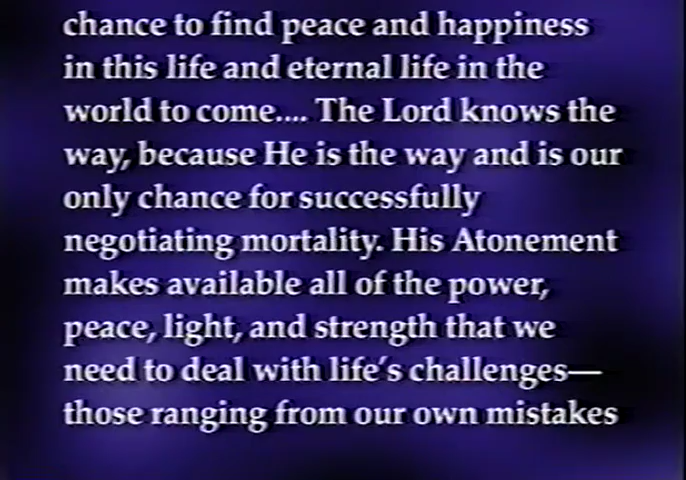 chance to find peace and happiness
in this life and eternal life in the
world to come.... The Lord knows the
way, because He is the way and is our
only chance for successfully
negotiating mortality. His Atonement
makes available all of the power,
peace, light, and strength that we
need to deal with life's challenges—
those ranging from our own mistakes